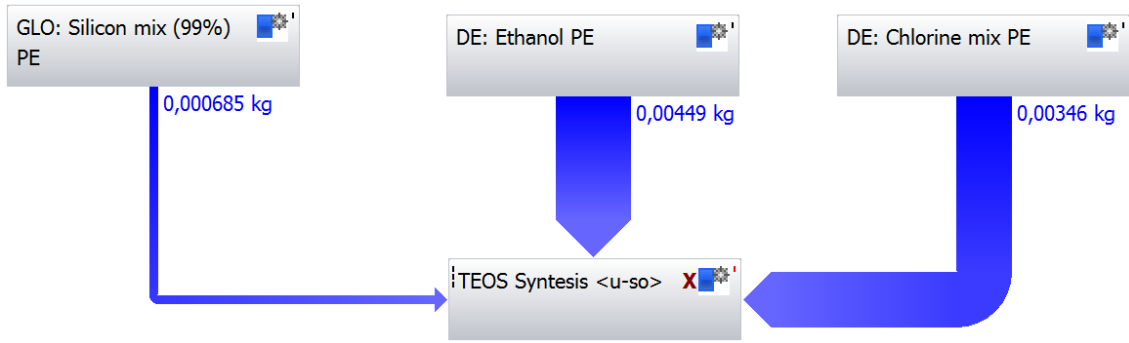 GLO: Silicon mix (99%)
PE
DE: Ethanol PE
DE: Chlorine mix PE
0,000685 kg
0,00449 kg
0,00346 kg
TEOS Syntesis <u-so> X